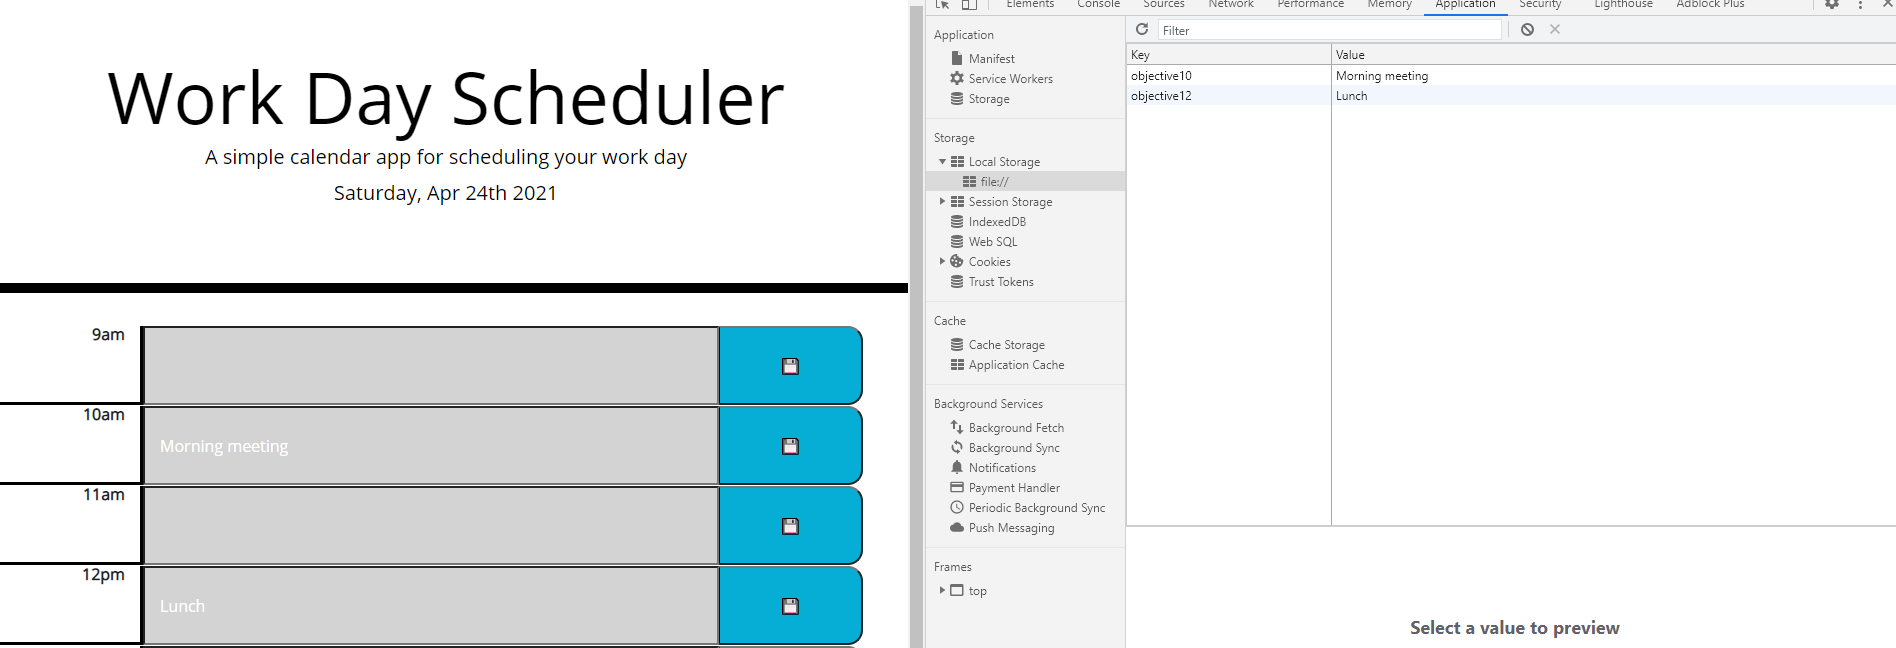 Work Day Scheduler
A simple calendar app for scheduling your work day
Saturday, Apr 24th 2021
9am
10am
Morning meeting
11am
12pm
Lunch
Elements Console Sources Network Performance Memory Application Security Lighthouse Adblock Plus
Application
Manifest
Service Workers
Storage
Storage
Local Storage
file://
Session Storage
IndexedDB
Web SQL
Cookies
Trust Tokens
Cache
Cache Storage
Application Cache
Background Services
Background Fetch
Background Sync
Notifications
Payment Handler
Periodic Background Sync
Push Messaging
Frames
top
Filter
Key Value
objective10 Morning meeting
objective12 Lunch
Select a value to preview